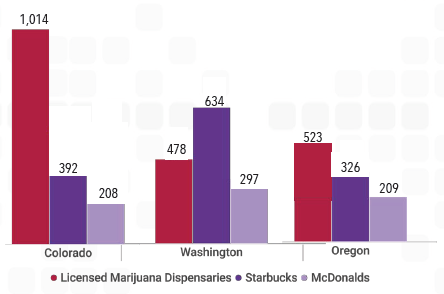 1,014
634
523
478
392
326
297
208
209
Colorado
Washington
Oregon
Licensed Marijuana Dispensaries Starbucks McDonalds